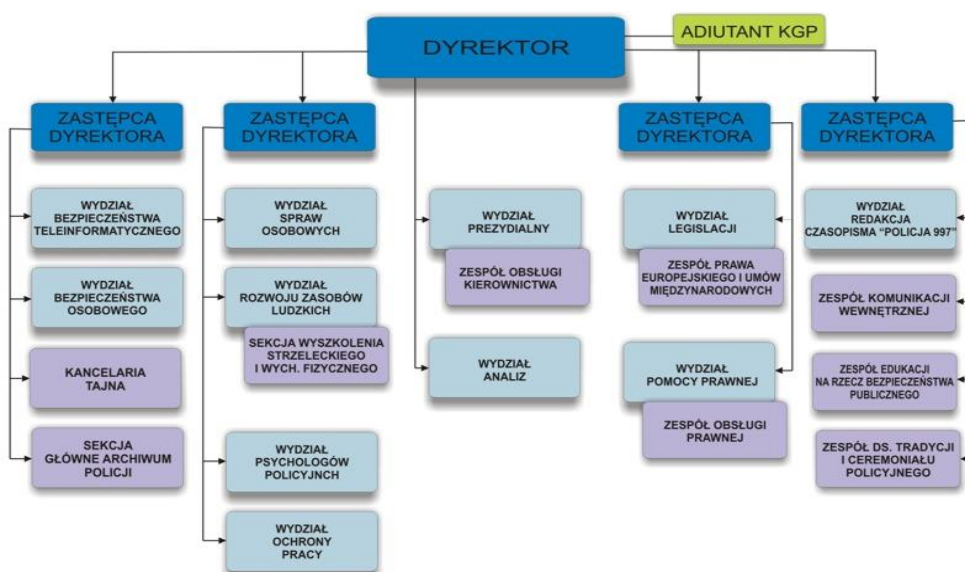 DYREKTOR
ADIUTANT KGP
ZASTĘPCA
DYREKTORA
WYDZIAŁ
BEZPIECZEŃSTWA
TELEINFORMATYCZNEGO
WYDZIAŁ
BEZPIECZEŃSTWA
OSOBOWEGO
KANCELARIA
TAJNA
SEKCJA
GŁÓWNE ARCHIWUM
POLICJI
ZASTĘPCA
DYREKTORA
WYDZIAŁ
SPRAW
OSOBOWYCH
WYDZIAŁ
ROZWOJU ZASOBÓW
LUDZKICH
SEKCJA WYSZKOLENIA
STRZELECKIEGO
I WYCH. FIZYCZNEGO
WYDZIAŁ
PSYCHOLOGÓW
POLICYJNCH
WYDZIAŁ
OCHRONY
PRACY
WYDZIAŁ
PREZYDIALNY
ZESPÓŁ OBSŁUGI
KIEROWNICTWA
WYDZIAŁ
ANALIZ
ZASTĘPCA
DYREKTORA
WYDZIAŁ
LEGISLACJI
ZESPÓŁ PRAWA
EUROPEJSKIEGO I UMÓW
MIĘDZYNARODOWYCH
WYDZIAŁ
POMOCY PRAWNEJ
ZESPÓŁ OBSŁUGI
PRAWNEJ
ZASTĘPCA
DYREKTORA
WYDZIAŁ
REDAKCJA
CZASOPISMA "POLICJA 997"
ZESPÓŁ KOMUNIKACJI
WEWNĘTRZNEJ
ZESPÓŁ EDUKACJI
NA RZECZ BEZPIECZEŃSTWA
PUBLICZNEGO
ZESPÓŁ DS. TRADYCJI
I CEREMONIAŁU
POLICYJNEGO